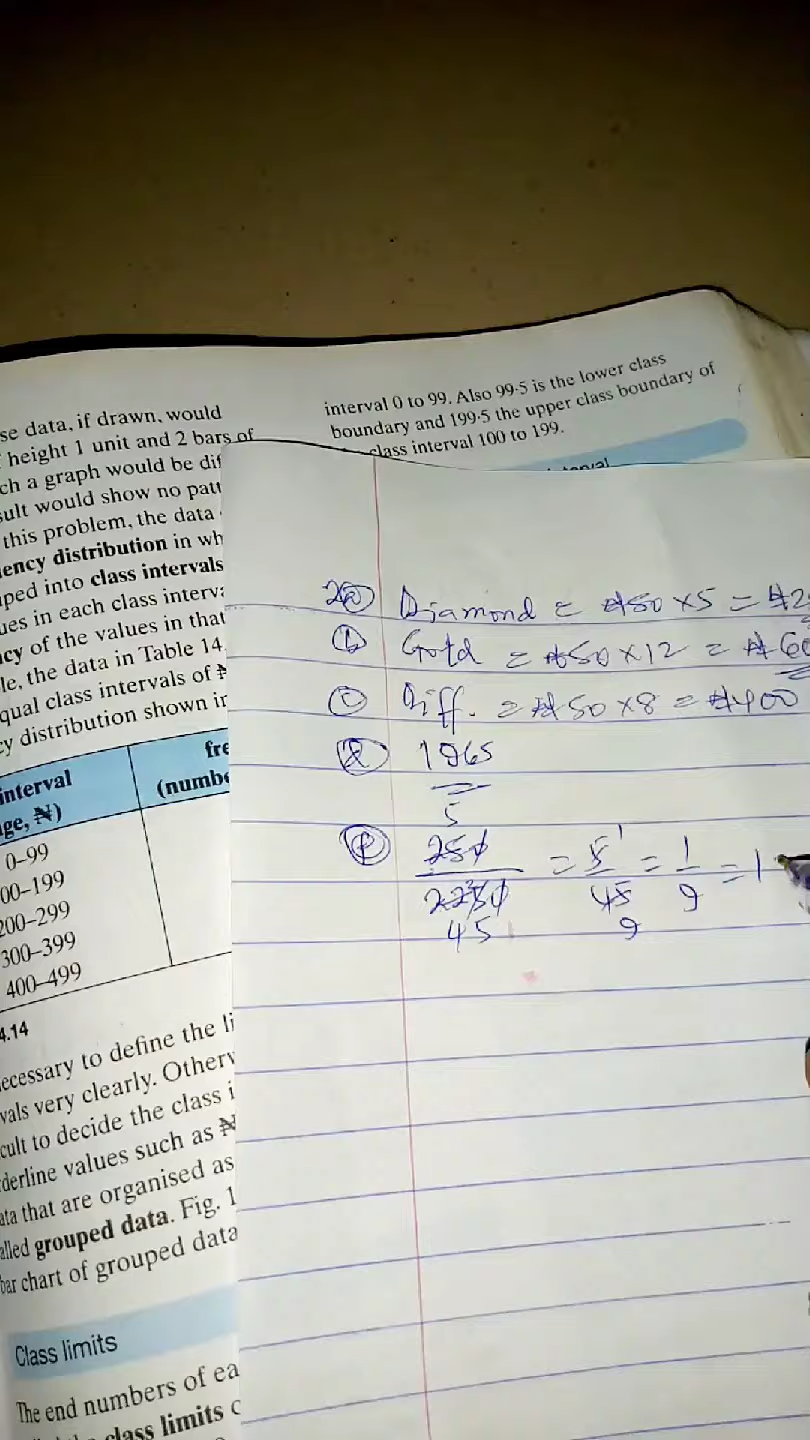 se data, if drawn, would
height 1 unit and 2 bars of
ch a graph would be dif
sult would show no patt
this problem, the data
ency distribution in wh
ped into class intervals
ues in each class interva
cy of the values in that
le, the data in Table 14
qual class intervals of ₦
y distribution shown in
interval fre
ge, ₦) (numbe
0–99
00–199
200–299
300–399
400–499
4.14
ecessary to define the li
vals very clearly. Otherw
cult to decide the class i
derline values such as ₦
ata that are organised as
alled grouped data. Fig. 1
bar chart of grouped data
Class limits
The end numbers of ea
class limits o
interval 0 to 99. Also 99·5 is the lower class
boundary and 199·5 the upper class boundary of
class interval 100 to 199.
interval
2(a) Diamond = ₦50 × 5 = ₦2
(b) Gold = ₦50 × 12 = ₦60
(c) Diff. = ₦50 × 8 = ₦400
1965
5
250 = 5 1 = 1 = 1
45 9
45 9